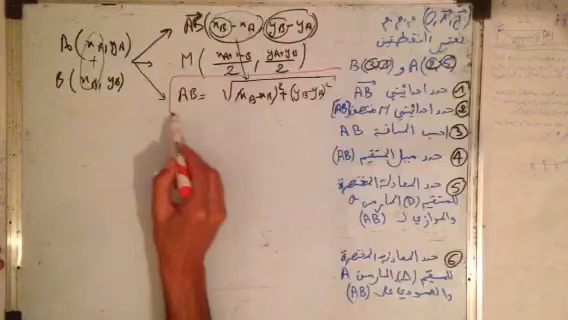 A(xA, yA)
+
B(xB, yB)
AB(xB - xA, yB - yA)
M(xA+xB/2, yA+yB/2)
AB = √(xB-xA)²+(yB-yA)²
(O, i, j) م.م.م
نعتبر النقطتين
A(2,5) و B(
① حدد احداثيتي AB
② حدد احداثيتي M منتصف [AB]
③ احسب المسافة AB
④ حدد ميل المستقيم (AB)
⑤ حدد المعادلة المختصرة
للمستقيم (D) المار من
والموازي لـ (AB)
⑥ حدد المعادلة المختصرة
للمستقيم (Δ) المار من A
والعمودي على (AB)